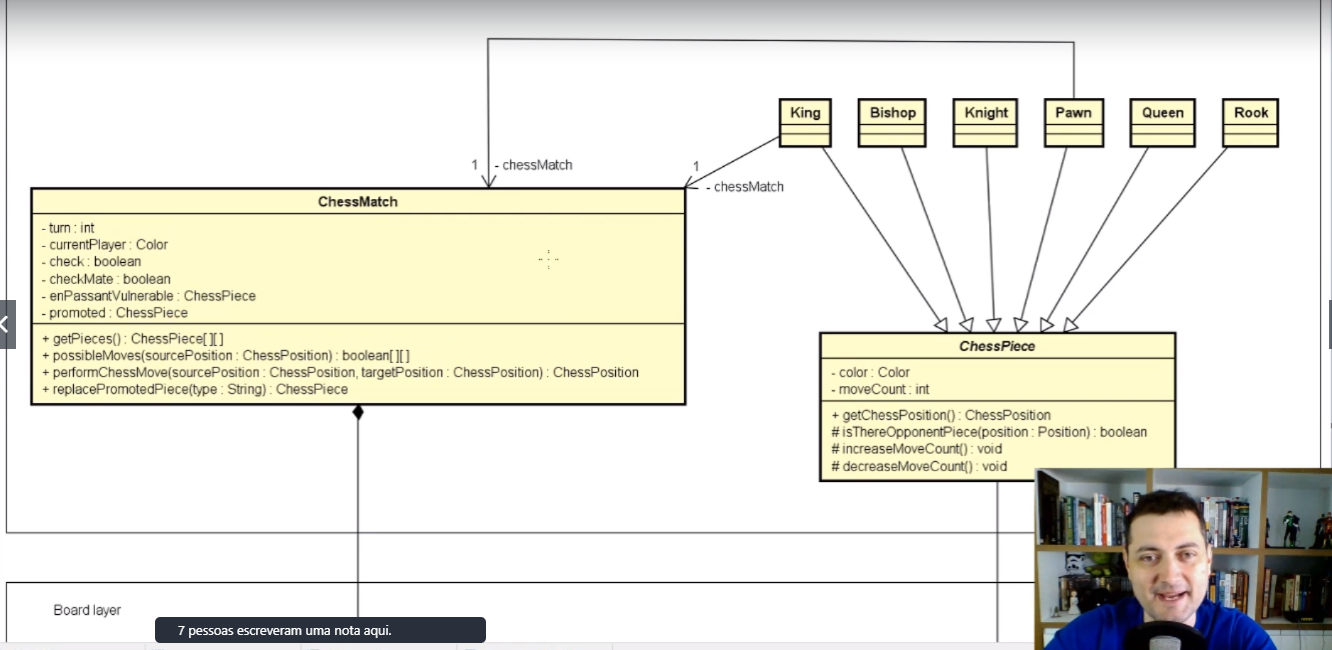 King
Bishop
Knight
Pawn
Queen
Rook
1
- chessMatch
1
- chessMatch
ChessMatch
- turn : int
- currentPlayer : Color
- check : boolean
- checkMate : boolean
- enPassantVulnerable : ChessPiece
- promoted : ChessPiece
+ getPieces() : ChessPiece[][]
+ possibleMoves(sourcePosition : ChessPosition) : boolean[][]
+ performChessMove(sourcePosition : ChessPosition, targetPosition : ChessPosition) : ChessPosition
+ replacePromotedPiece(type : String) : ChessPiece
ChessPiece
- color : Color
- moveCount : int
+ getChessPosition() : ChessPosition
# isThereOpponentPiece(position : Position) : boolean
# increaseMoveCount() : void
# decreaseMoveCount() : void
Board layer
7 pessoas escreveram uma nota aqui.